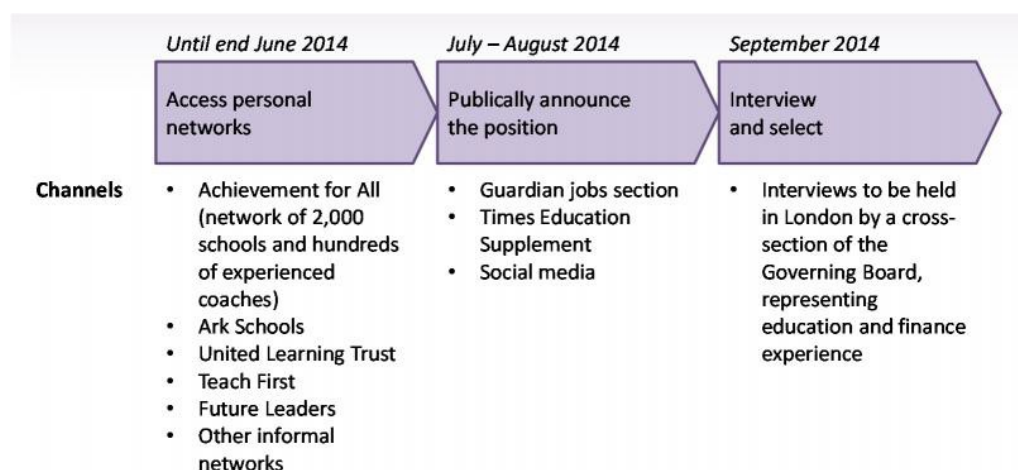 Until end June 2014
July – August 2014
September 2014
Access personal
networks
Publically announce
the position
Interview
and select
Channels
• Achievement for All
(network of 2,000
schools and hundreds
of experienced
coaches)
• Ark Schools
• United Learning Trust
• Teach First
• Future Leaders
• Other informal
networks
• Guardian jobs section
• Times Education
Supplement
• Social media
• Interviews to be held
in London by a cross-
section of the
Governing Board,
representing
education and finance
experience